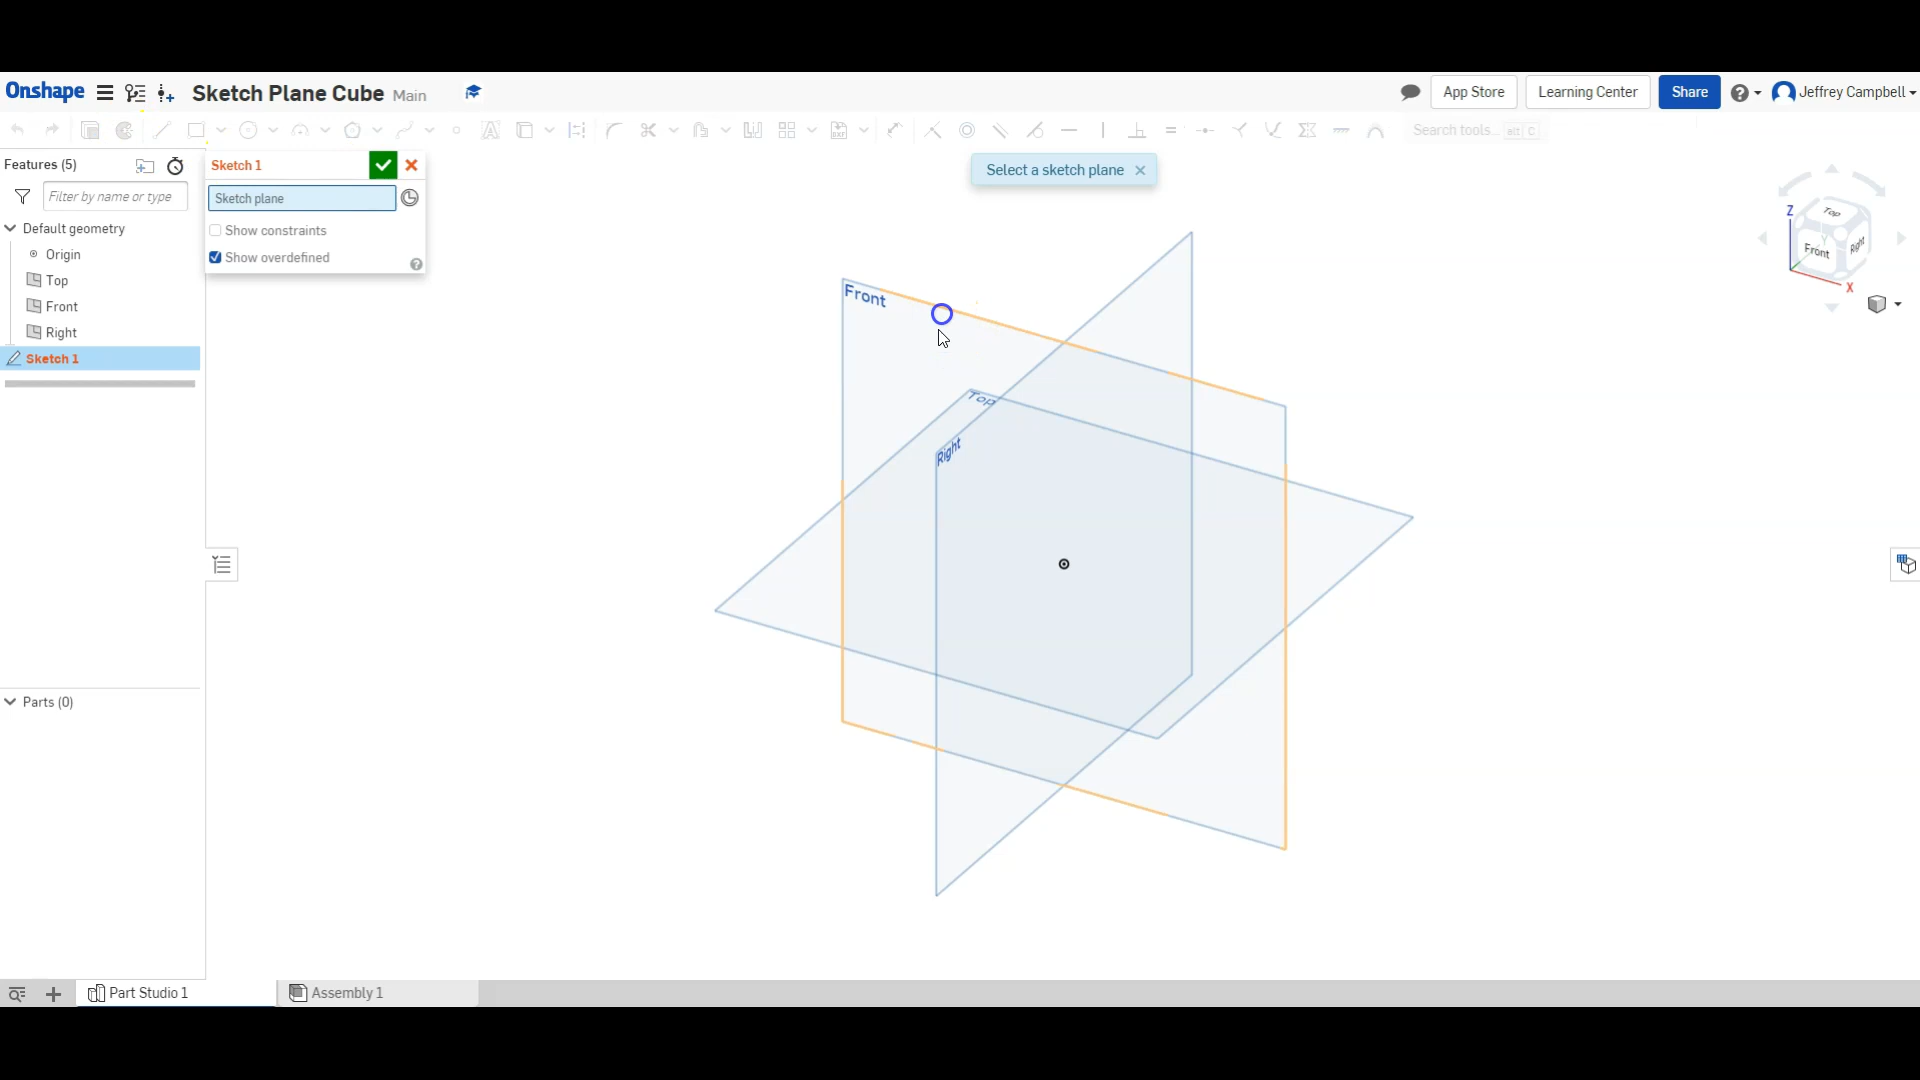 Onshape Sketch Plane Cube Main App Store Learning Center Share Jeffrey Campbell
Search tools... alt C
Features (5)
Filter by name or type
Default geometry
Origin
Top
Front
Right
Sketch 1
Parts (0)
Sketch 1
Sketch plane
Show constraints
Show overdefined
Select a sketch plane
Front
Top
Right
Top
Front
Right
Z
Y
X
Part Studio 1
Assembly 1